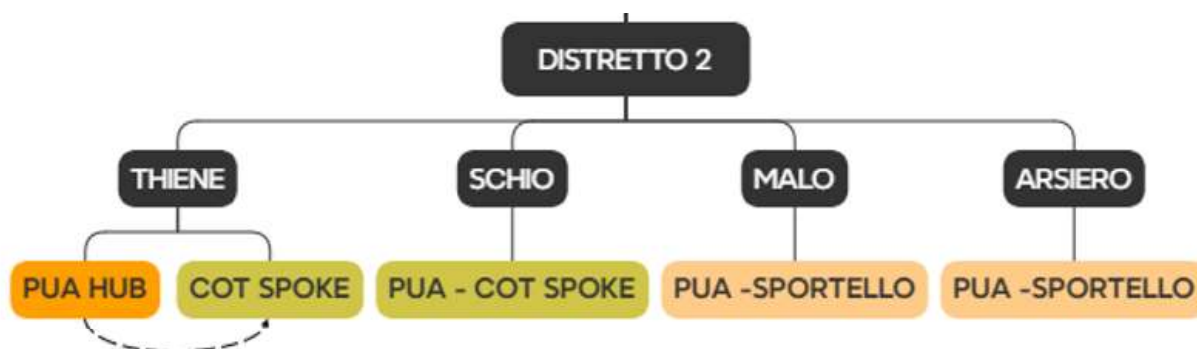 DISTRETTO 2
THIENE
SCHIO
MALO
ARSIERO
PUA HUB
COT SPOKE
PUA - COT SPOKE
PUA -SPORTELLO
PUA -SPORTELLO